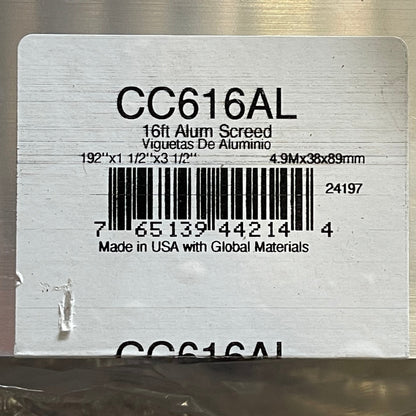 CC616AL
16ft Alum Screed
Viguetas De Aluminio
192"x1 1/2"x3 1/2" 4.9Mx38x89mm
24197
7 65139 44214 4
Made in USA with Global Materials
CC616AL